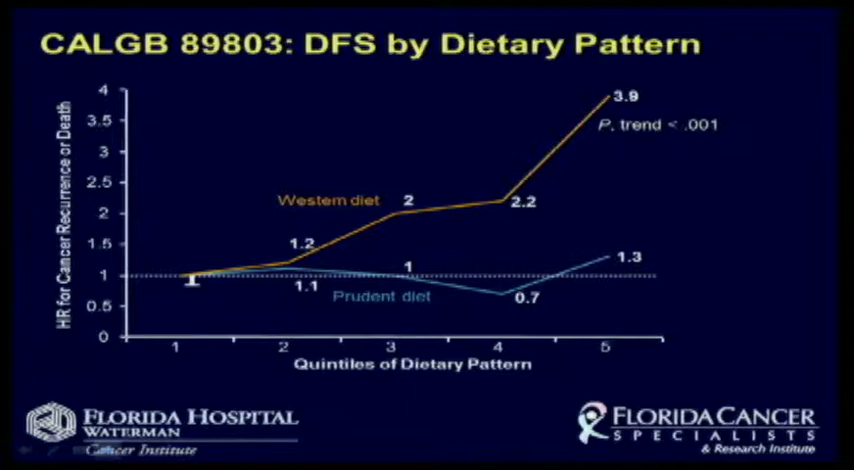 CALGB 89803: DFS by Dietary Pattern
HR for Cancer Recurrence or Death
4
3.5
3
2.5
2
1.5
1
0.5
0
3.9
P, trend < .001
Western diet
2
2.2
1.2
1
1.1
1
1.3
Prudent diet
0.7
1
2
3
4
5
Quintiles of Dietary Pattern
FLORIDA HOSPITAL
WATERMAN
Cancer Institute
FLORIDA CANCER
SPECIALISTS
& Research Institute